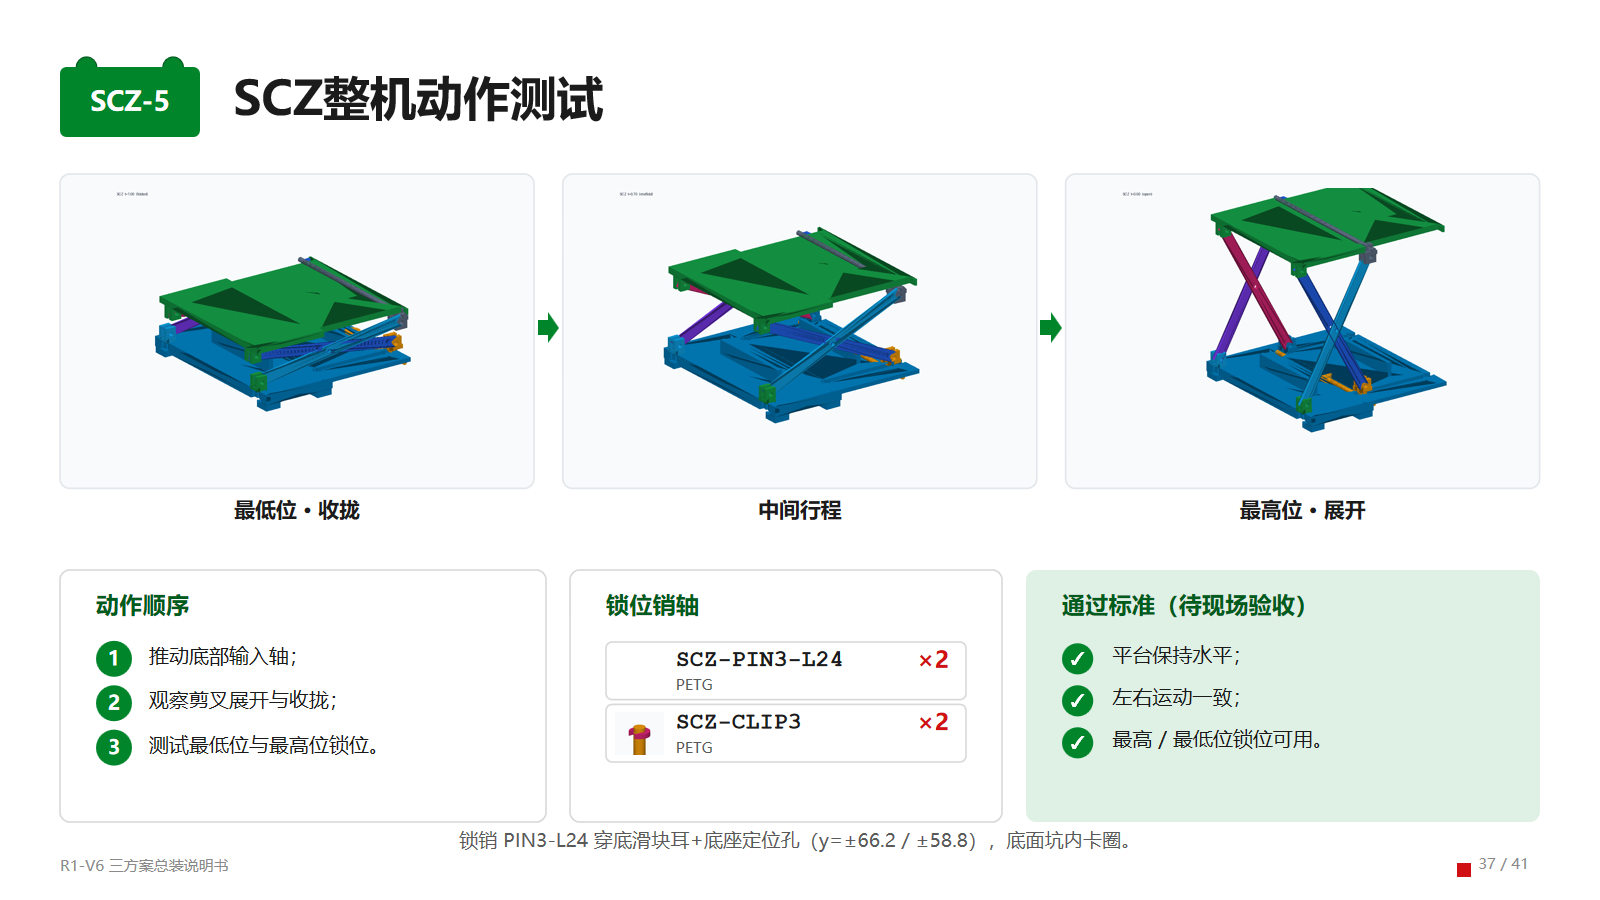 SCZ-5
SCZ整机动作测试
最低位·收拢
中间行程
最高位·展开
动作顺序
1 推动底部输入轴；
2 观察剪叉展开与收拢；
3 测试最低位与最高位锁位。
锁位销轴
SCZ-PIN3-L24 ×2
PETG
SCZ-CLIP3 ×2
PETG
通过标准（待现场验收）
✓ 平台保持水平；
✓ 左右运动一致；
✓ 最高 / 最低位锁位可用。
锁销 PIN3-L24 穿底滑块耳+底座定位孔（y=±66.2 / ±58.8），底面坑内卡圈。
R1-V6 三方案总装说明书
37 / 41